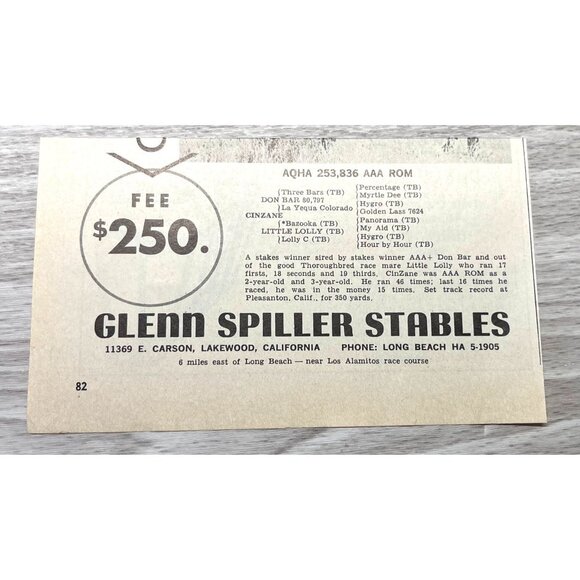 FEE
$250.
AQHA 253,836 AAA ROM
{Three Bars (TB) {Percentage (TB)
{Myrtle Dee (TB)
DON BAR 80,797
{La Yequa Colorado {Hygro (TB)
{Golden Lass 7624
CINZANE
{*Bazooka (TB) {Panorama (TB)
{My Aid (TB)
LITTLE LOLLY (TB)
{Lolly C (TB) {Hygro (TB)
{Hour by Hour (TB)
A stakes winner sired by stakes winner AAA+ Don Bar and out
of the good Thoroughbred race mare Little Lolly who ran 17
firsts, 18 seconds and 19 thirds. CinZane was AAA ROM as a
2-year-old and 3-year-old. He ran 46 times; last 16 times he
raced, he was in the money 15 times. Set track record at
Pleasanton, Calif., for 350 yards.
GLENN SPILLER STABLES
11369 E. CARSON, LAKEWOOD, CALIFORNIA PHONE: LONG BEACH HA 5-1905
6 miles east of Long Beach — near Los Alamitos race course
82